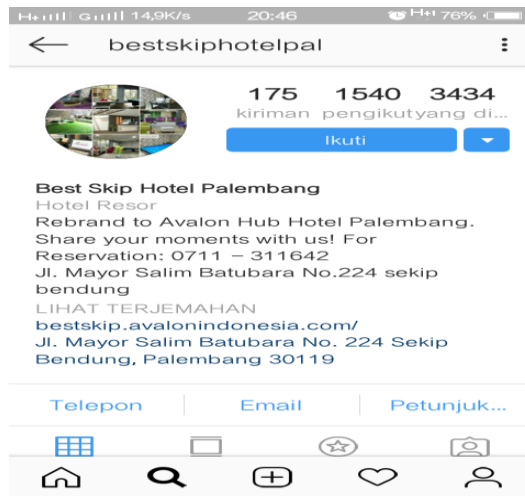 20:46
14,9K/s
76%
bestskiphotelpal
175 1540 3434
kiriman pengikut yang di...
Ikuti
Best Skip Hotel Palembang
Hotel Resor
Rebrand to Avalon Hub Hotel Palembang.
Share your moments with us! For
Reservation: 0711 – 311642
Jl. Mayor Salim Batubara No.224 sekip
bendung
LIHAT TERJEMAHAN
bestskip.avalonindonesia.com/
Jl. Mayor Salim Batubara No. 224 Sekip
Bendung, Palembang 30119
Telepon Email Petunjuk...